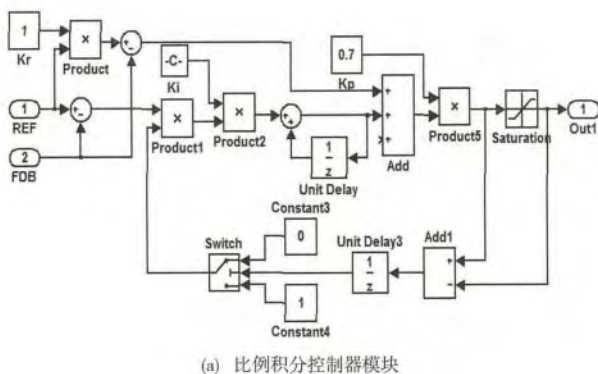 1
Kr
×
Product
-C-
Ki
0.7
Kp
1
REF
2
FDB
×
Product1
×
Product2
1
z
Unit Delay
Add
×
Product5
Saturation
1
Out1
Switch
Constant3
0
1
Constant4
Unit Delay3
1
z
Add1
(a) 比例积分控制器模块